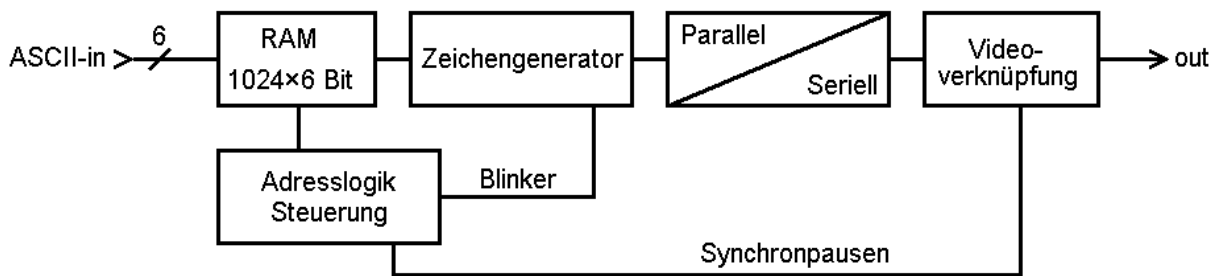 ASCII-in
6
RAM
1024×6 Bit
Zeichengenerator
Parallel
Seriell
Video-
verknüpfung
out
Adresslogik
Steuerung
Blinker
Synchronpausen